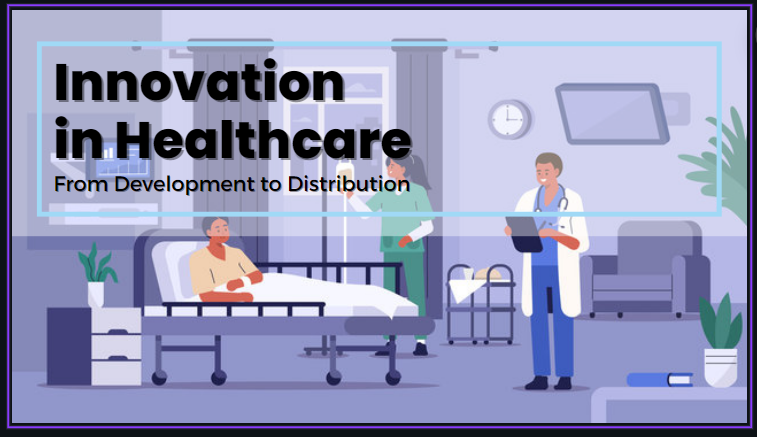 Innovation
in Healthcare
From Development to Distribution